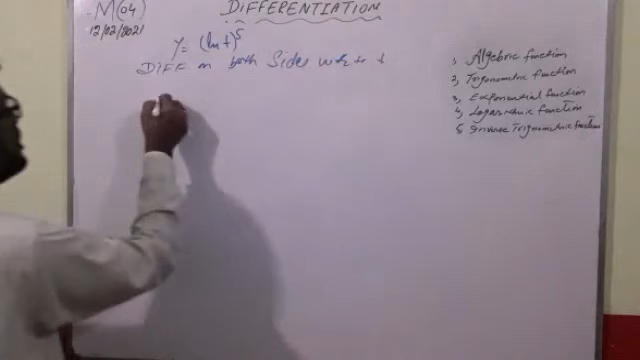 M(04)
12/02/2021
DIFFERENTIATION
y = (ln t)^5
DIFF on both Sides w.r.to t
1, Algebric function
2, Trigonometric function
3, Exponential function
4, Logarithmic function
5 Inverse Trigonometric function